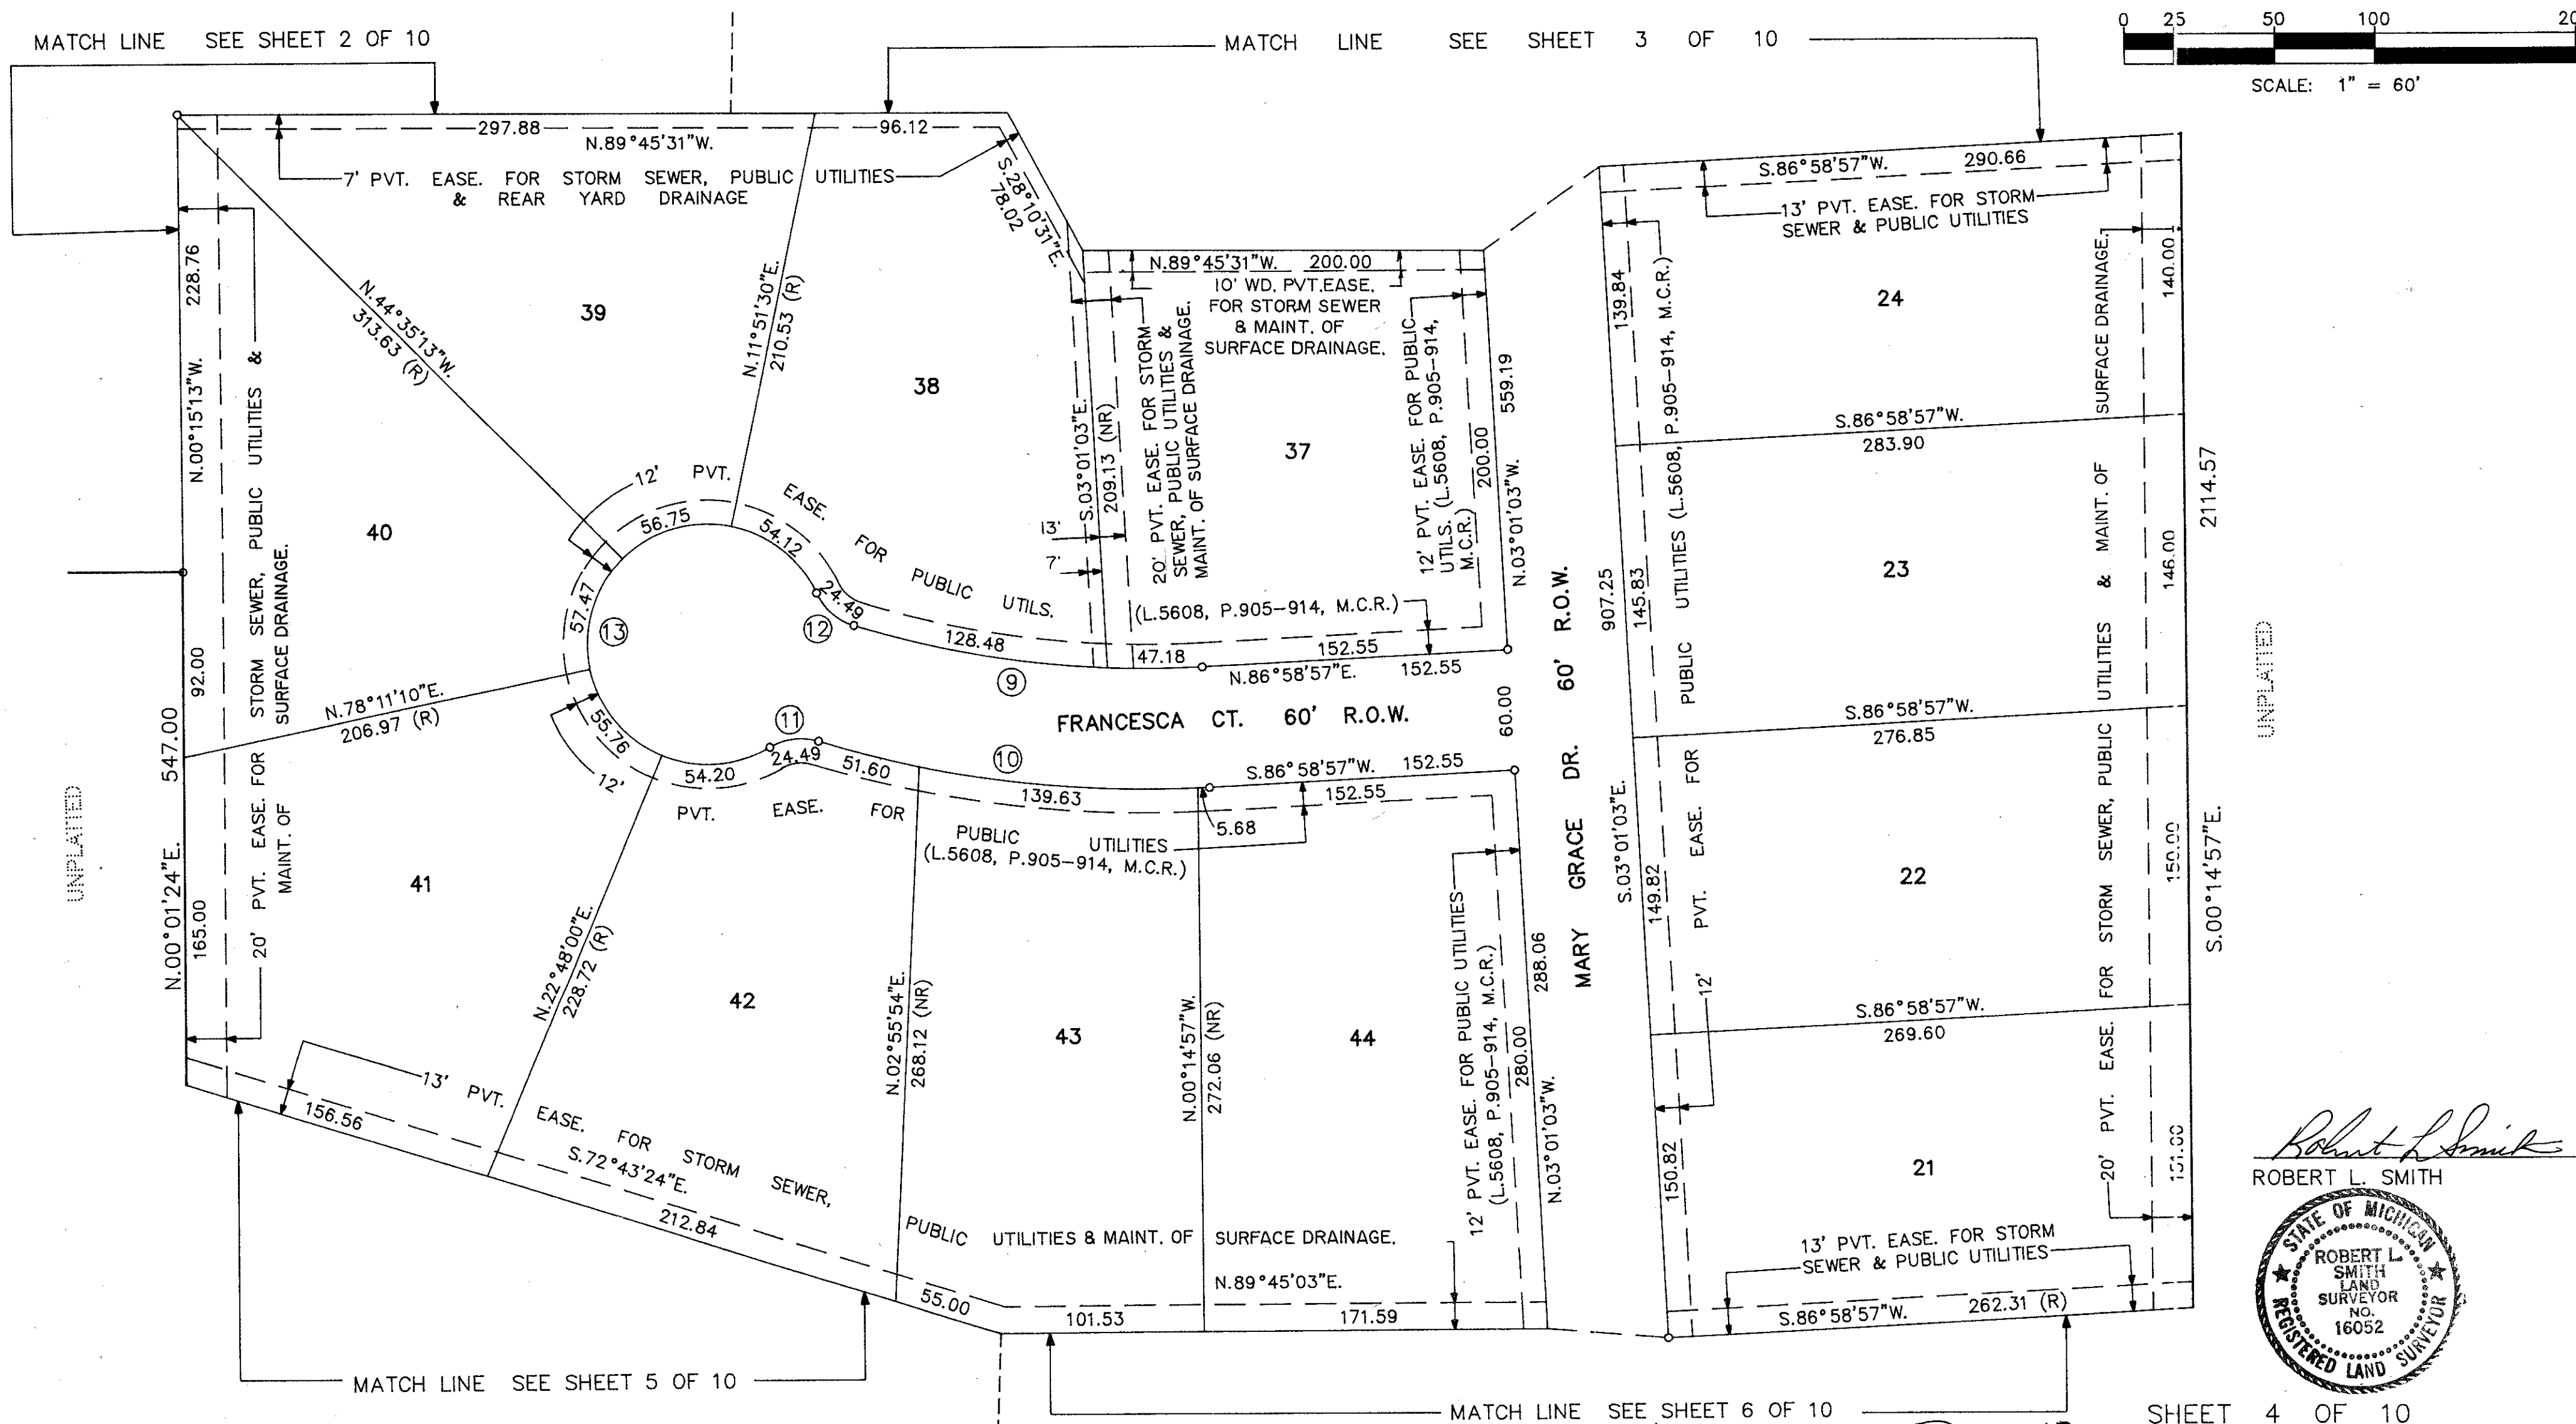 MATCH LINE SEE SHEET 2 OF 10
MATCH LINE SEE SHEET 3 OF 10
0 25 50 100 20
SCALE: 1" = 60'
297.88
N.89°45'31"W.
96.12
7' PVT. EASE. FOR STORM SEWER, PUBLIC UTILITIES
& REAR YARD DRAINAGE
S.28°10'31"E.
78.02
N.44°35'13"W.
313.63 (R)
39
N.11°51'30"E.
210.53 (R)
38
228.76
N.00°15'13"W.
20' PVT. EASE. FOR STORM SEWER, PUBLIC UTILITIES &
MAINT. OF SURFACE DRAINAGE.
40
92.00
547.00
N.00°01'24"E.
165.00
UNPLATTED
N.78°11'10"E.
206.97 (R)
12' PVT. EASE. FOR PUBLIC UTILS.
56.75
54.12
24.49
57.47
13
12
128.48
9
47.18
(L.5608, P.905-914, M.C.R.)
152.55
N.86°58'57"E. 152.55
S.03°01'03"E.
209.13 (NR)
13'
7'
20' PVT. EASE. FOR STORM
SEWER, PUBLIC UTILITIES &
MAINT. OF SURFACE DRAINAGE.
N.89°45'31"W. 200.00
10' WD. PVT.EASE.
FOR STORM SEWER
& MAINT. OF
SURFACE DRAINAGE.
37
12' PVT. EASE. FOR PUBLIC
UTILS. (L.5608, P.905-914,
M.C.R.)
200.00
559.19
N.03°01'03"W.
FRANCESCA CT. 60' R.O.W.
60.00
MARY GRACE DR. 60' R.O.W.
55.76
12'
54.20
11
24.49
51.60
10
139.63
S.86°58'57"W. 152.55
152.55
5.68
PVT. EASE. FOR
PUBLIC UTILITIES
(L.5608, P.905-914, M.C.R.)
41
N.22°48'00"E.
228.72 (R)
42
N.02°55'54"E.
268.12 (NR)
43
N.00°14'57"W.
272.06 (NR)
44
12' PVT. EASE. FOR PUBLIC UTILITIES
(L.5608, P.905-914, M.C.R.)
280.00
288.06
N.03°01'03"W.
156.56
13' PVT. EASE. FOR STORM SEWER,
PUBLIC UTILITIES & MAINT. OF SURFACE DRAINAGE.
S.72°43'24"E.
212.84
55.00
101.53
N.89°45'03"E.
171.59
S.86°58'57"W. 290.66
13' PVT. EASE. FOR STORM
SEWER & PUBLIC UTILITIES
139.84
24
140.00
S.86°58'57"W.
283.90
907.25
S.03°01'03"E.
145.83
23
146.00
2114.57
S.00°14'57"E.
UNPLATTED
S.86°58'57"W.
276.85
149.82
12' PVT. EASE. FOR PUBLIC UTILITIES (L.5608, P.905-914, M.C.R.)
22
150.00
S.86°58'57"W.
269.60
20' PVT. EASE. FOR STORM SEWER, PUBLIC UTILITIES & MAINT. OF SURFACE DRAINAGE.
150.82
21
151.00
13' PVT. EASE. FOR STORM
SEWER & PUBLIC UTILITIES
S.86°58'57"W. 262.31 (R)
Robert L Smith
ROBERT L. SMITH
STATE OF MICHIGAN
ROBERT L.
SMITH
LAND
SURVEYOR
NO.
16052
REGISTERED LAND SURVEYOR
MATCH LINE SEE SHEET 5 OF 10
MATCH LINE SEE SHEET 6 OF 10
SHEET 4 OF 10